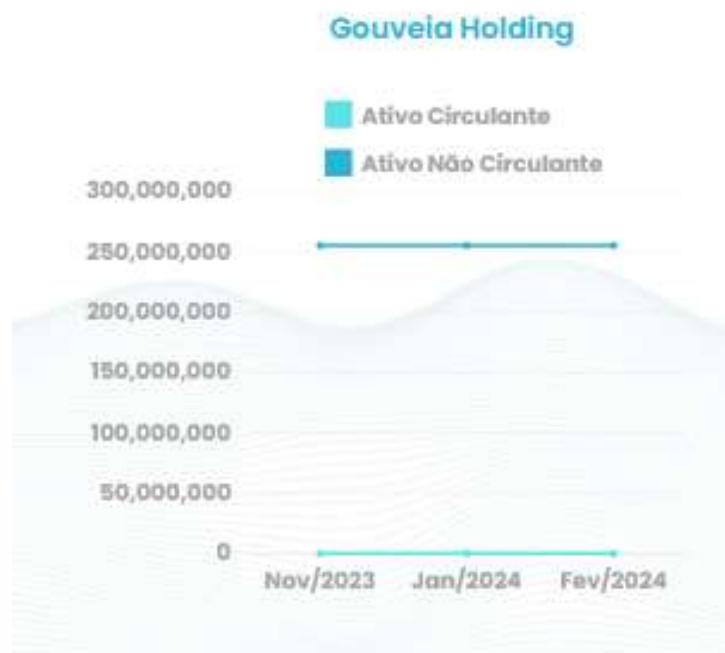 Gouveia Holding
Ativo Circulante
Ativo Não Circulante
300,000,000
250,000,000
200,000,000
150,000,000
100,000,000
50,000,000
0
Nov/2023 Jan/2024 Fev/2024